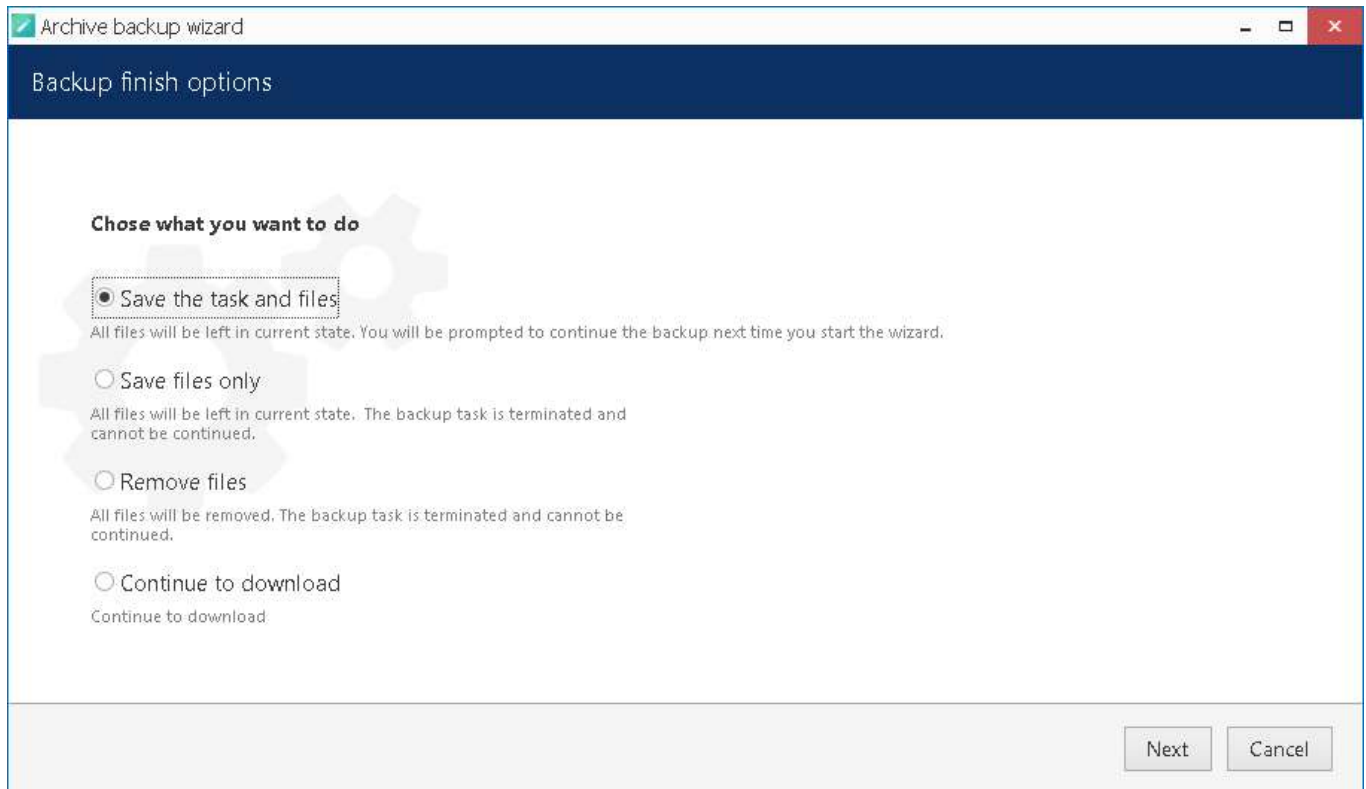 Archive backup wizard
Backup finish options
Chose what you want to do
Save the task and files
All files will be left in current state. You will be prompted to continue the backup next time you start the wizard.
Save files only
All files will be left in current state.  The backup task is terminated and
cannot be continued.
Remove files
All files will be removed. The backup task is terminated and cannot be
continued.
Continue to download
Continue to download
Next
Cancel